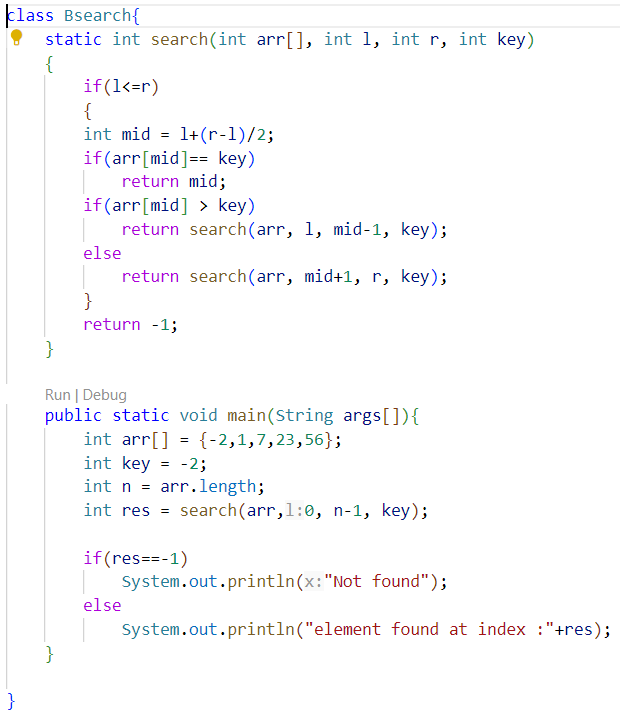 class Bsearch{
    static int search(int arr[], int l, int r, int key)
    {
        if(l<=r)
        {
        int mid = l+(r-l)/2;
        if(arr[mid]== key)
            return mid;
        if(arr[mid] > key)
            return search(arr, l, mid-1, key);
        else
            return search(arr, mid+1, r, key);
        }
        return -1;
    }
    Run | Debug
    public static void main(String args[]){
        int arr[] = {-2,1,7,23,56};
        int key = -2;
        int n = arr.length;
        int res = search(arr,l:0, n-1, key);
        if(res==-1)
            System.out.println(x:"Not found");
        else
            System.out.println("element found at index :"+res);
    }
}